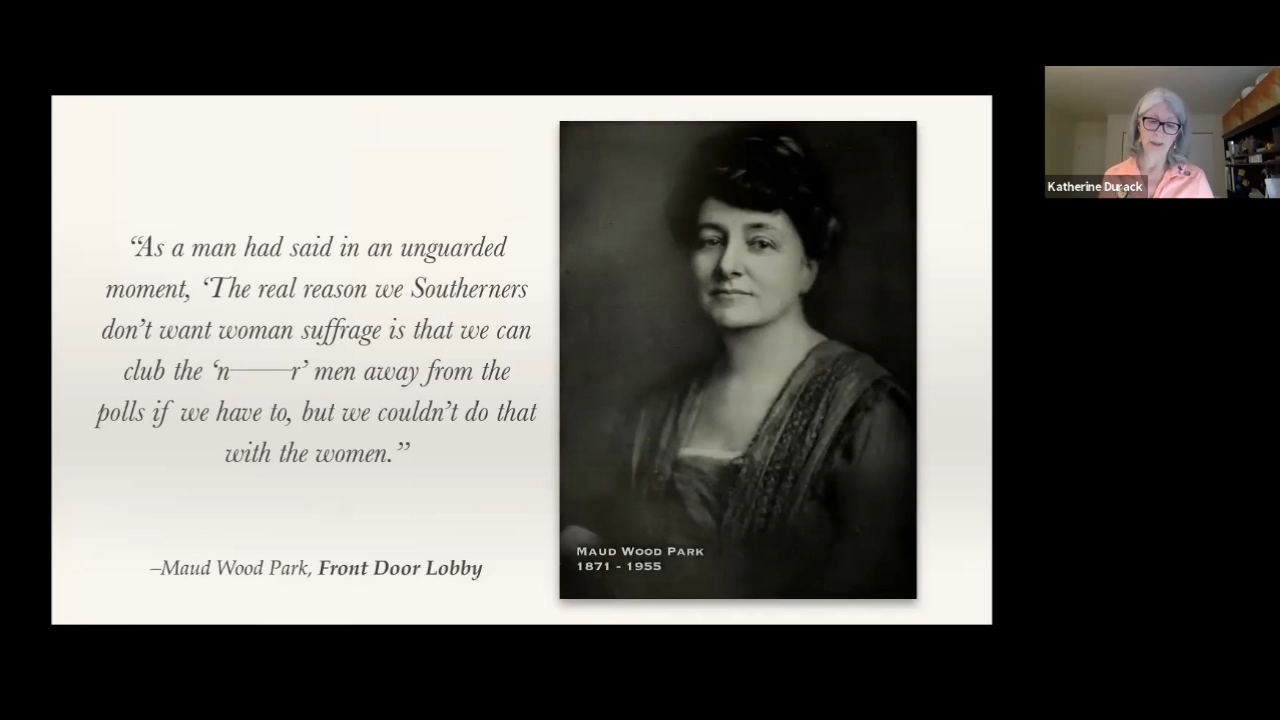 “As a man had said in an unguarded
moment, ‘The real reason we Southerners
don’t want woman suffrage is that we can
club the ‘n——r’ men away from the
polls if we have to, but we couldn’t do that
with the women.”
–Maud Wood Park, Front Door Lobby
Maud Wood Park
1871 - 1955
Katherine Durack